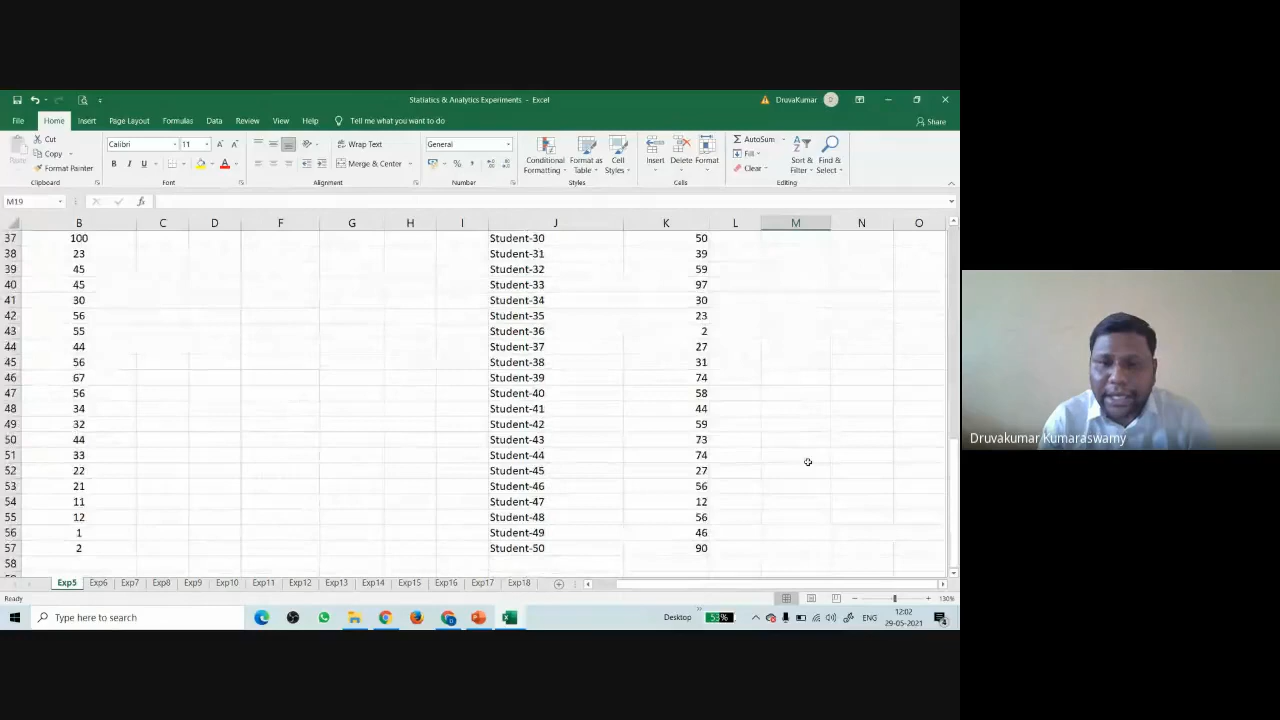 Statiatics & Analytics Experiments - Excel
DruvaKumar
D
File Home Insert Page Layout Formulas Data Review View Help Tell me what you want to do
Share
Paste
Cut
Copy
Format Painter
Clipboard
Calibri 11
B I U
Font
Wrap Text
Merge & Center
Alignment
General
%
Number
Conditional Formatting
Format as Table
Cell Styles
Styles
Insert Delete Format
Cells
AutoSum
Fill
Clear
Sort & Filter
Find & Select
Editing
M19
fx
B C D F G H I J K L M N O
37 100 Student-30 50
38 23 Student-31 39
39 45 Student-32 59
40 45 Student-33 97
41 30 Student-34 30
42 56 Student-35 23
43 55 Student-36 2
44 44 Student-37 27
45 56 Student-38 31
46 67 Student-39 74
47 56 Student-40 58
48 34 Student-41 44
49 32 Student-42 59
50 44 Student-43 73
51 33 Student-44 74
52 22 Student-45 27
53 21 Student-46 56
54 11 Student-47 12
55 12 Student-48 56
56 1 Student-49 46
57 2 Student-50 90
58
Exp5 Exp6 Exp7 Exp8 Exp9 Exp10 Exp11 Exp12 Exp13 Exp14 Exp15 Exp16 Exp17 Exp18
Ready
130%
Type here to search
Desktop
53%
ENG
12:02
29-05-2021
4
Druvakumar Kumaraswamy